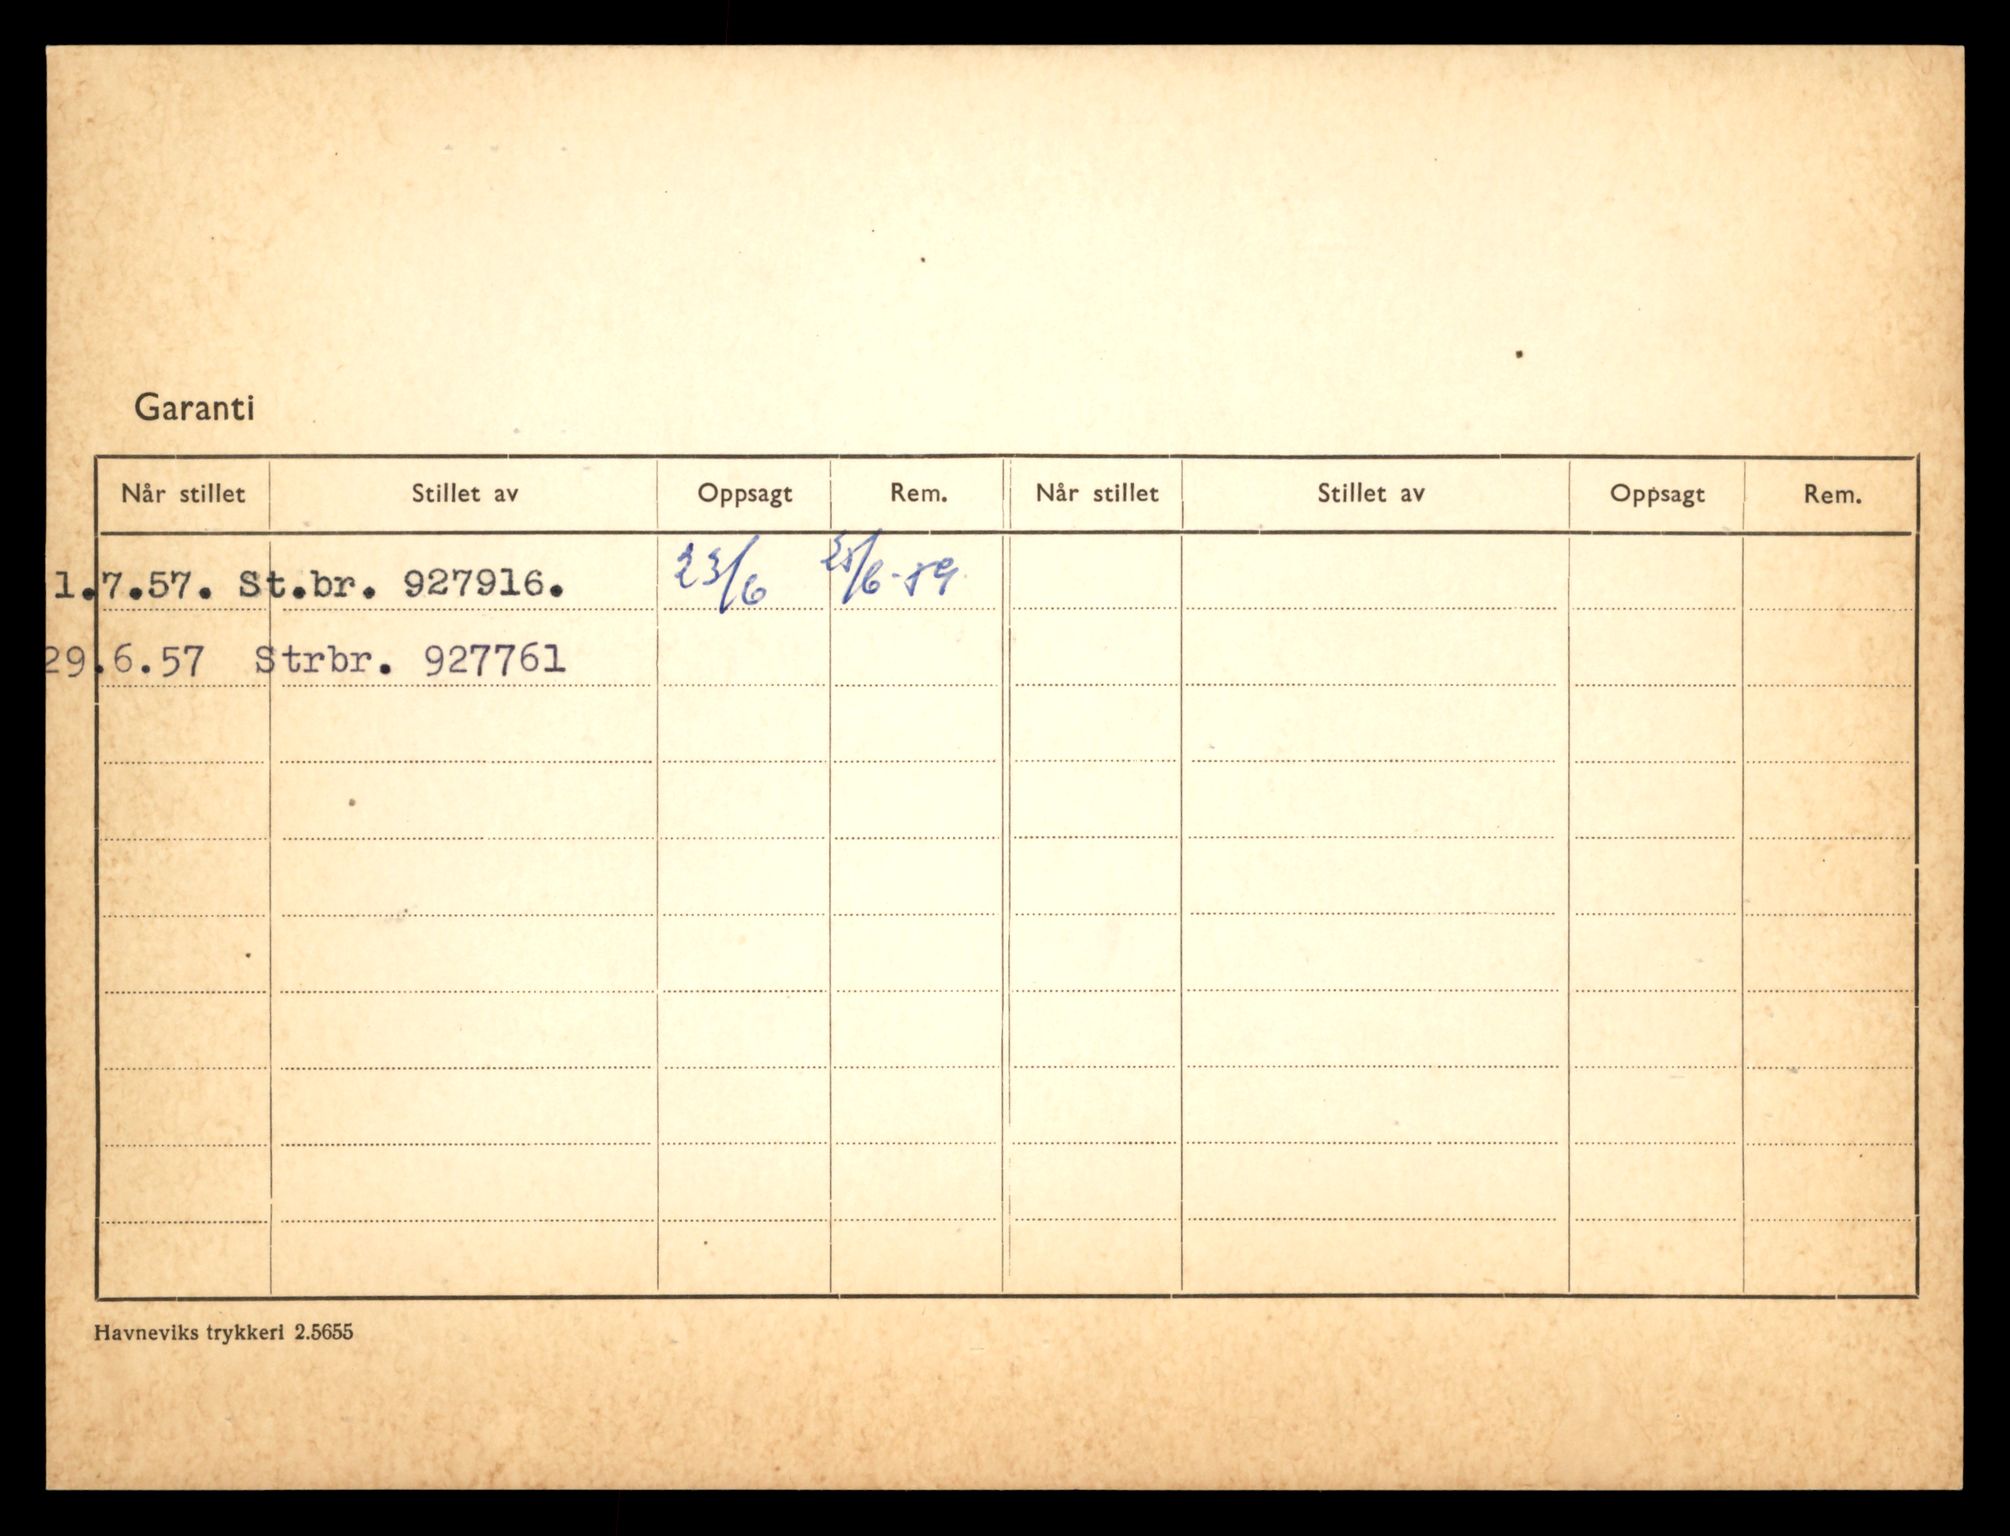 Garanti
Når stillet Stillet av Oppsagt Rem. Når stillet Stillet av Oppsagt Rem.
1.7.57. St.br. 927916. 23/6 25/6-59
29.6.57 Strbr. 927761
Havneviks trykkeri 2.5655